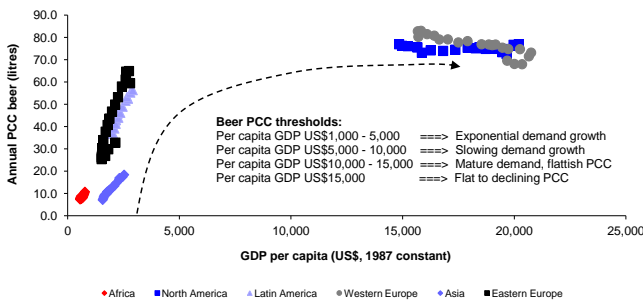 Annual PCC beer (litres)
90.0
80.0
70.0
60.0
50.0
40.0
30.0
20.0
10.0
0.0
Beer PCC thresholds:
Per capita GDP US$1,000 - 5,000 ===> Exponential demand growth
Per capita GDP US$5,000 - 10,000 ===> Slowing demand growth
Per capita GDP US$10,000 - 15,000 ===> Mature demand, flattish PCC
Per capita GDP US$15,000 ===> Flat to declining PCC
0 5,000 10,000 15,000 20,000 25,000
GDP per capita (US$, 1987 constant)
Africa North America Latin America Western Europe Asia Eastern Europe